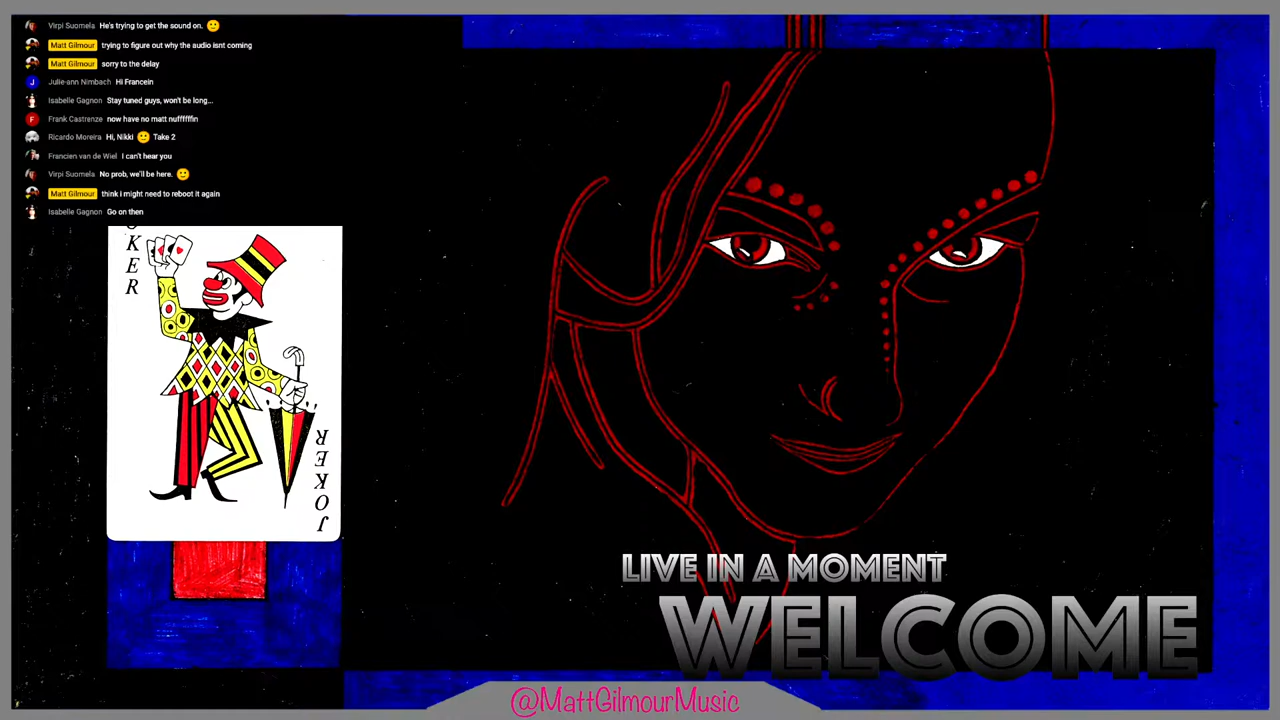 Virpi Suomela He's trying to get the sound on. 🙂
Matt Gilmour trying to figure out why the audio isnt coming
Matt Gilmour sorry to the delay
J Julie-ann Nimbach Hi Francein
Isabelle Gagnon Stay tuned guys, won't be long...
F Frank Castrenze now have no matt nufffffin
Ricardo Moreira Hi, Nikki 🙂 Take 2
Francien van de Wiel I can't hear you
Virpi Suomela No prob, we'll be here. 🙂
Matt Gilmour think i might need to reboot it again
Isabelle Gagnon Go on then
KER
JOKER
LIVE IN A MOMENT
WELCOME
@MattGilmourMusic